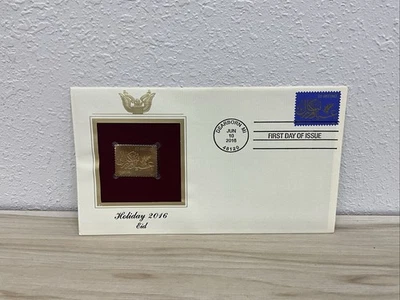 DEARBORN MI
JUN
10
2016
48120
FIRST DAY OF ISSUE
Holiday 2016
Eid